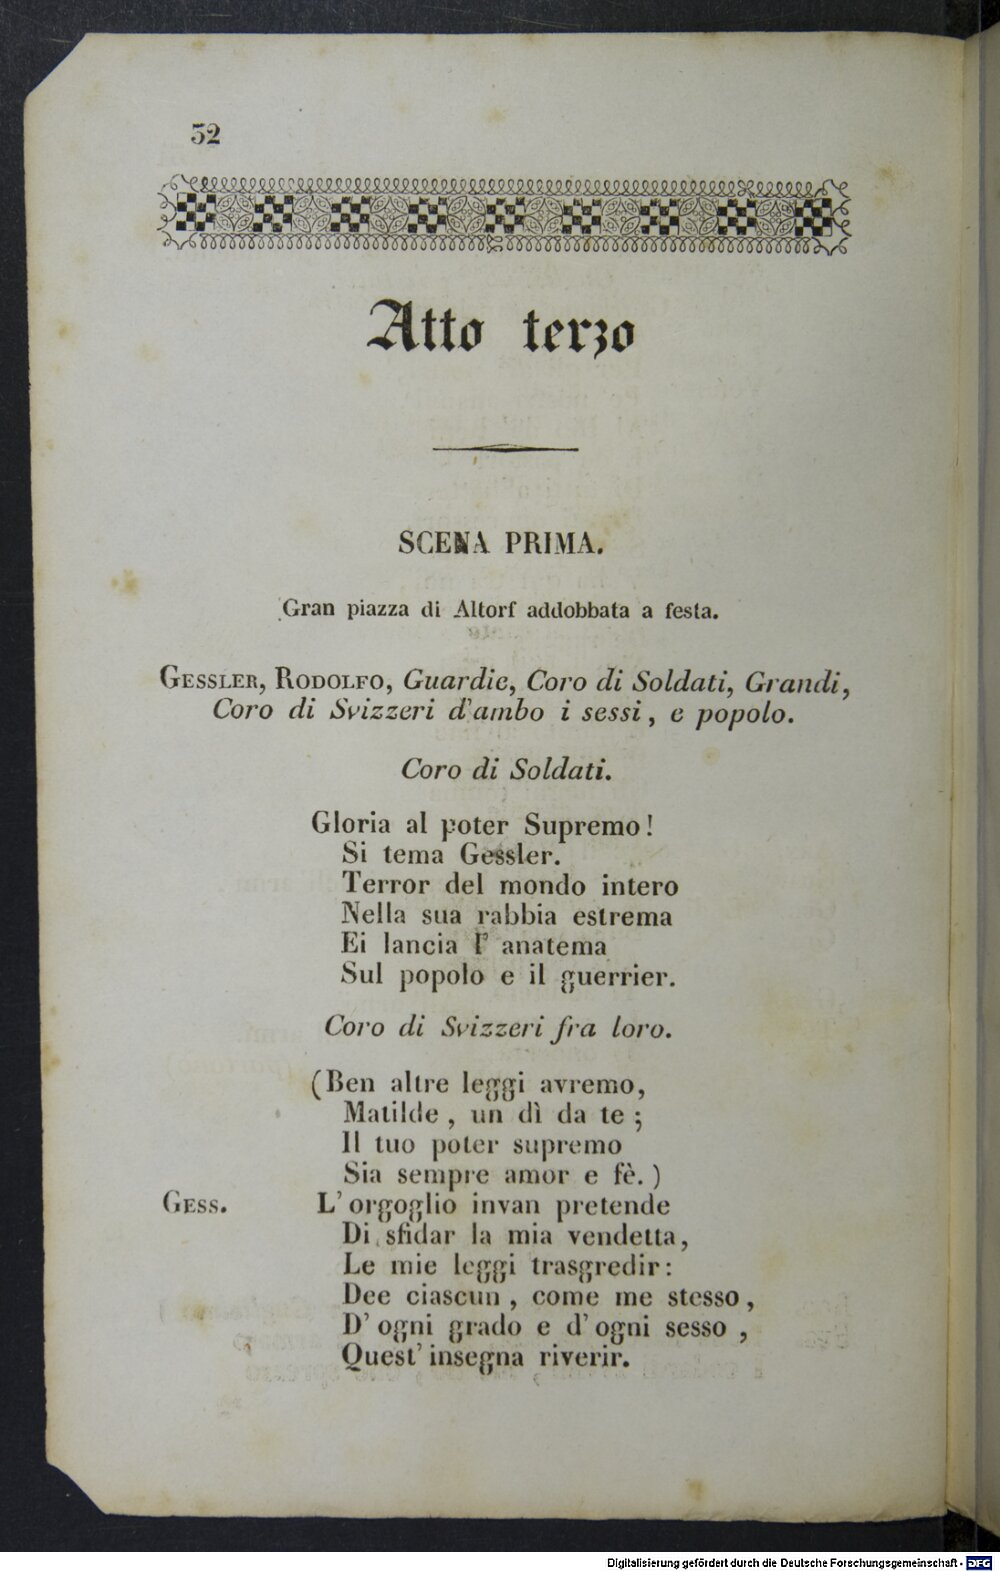 32
Atto terzo
SCENA PRIMA.
Gran piazza di Altorf addobbata a festa.
GESSLER, RODOLFO, Guardie, Coro di Soldati, Grandi,
Coro di Svizzeri d'ambo i sessi, e popolo.
Coro di Soldati.
Gloria al poter Supremo!
Si tema Gessler.
Terror del mondo intero
Nella sua rabbia estrema
Ei lancia l' anatema
Sul popolo e il guerrier.
Coro di Svizzeri fra loro.
(Ben altre leggi avremo,
Matilde, un dì da te;
Il tuo poter supremo
Sia sempre amor e fè.)
GESS. L' orgoglio invan pretende
Di sfidar la mia vendetta,
Le mie leggi trasgredir:
Dee ciascun, come me stesso,
D' ogni grado e d' ogni sesso,
Quest' insegna riverir.
Digitalisierung gefördert durch die Deutsche Forschungsgemeinschaft - DFG